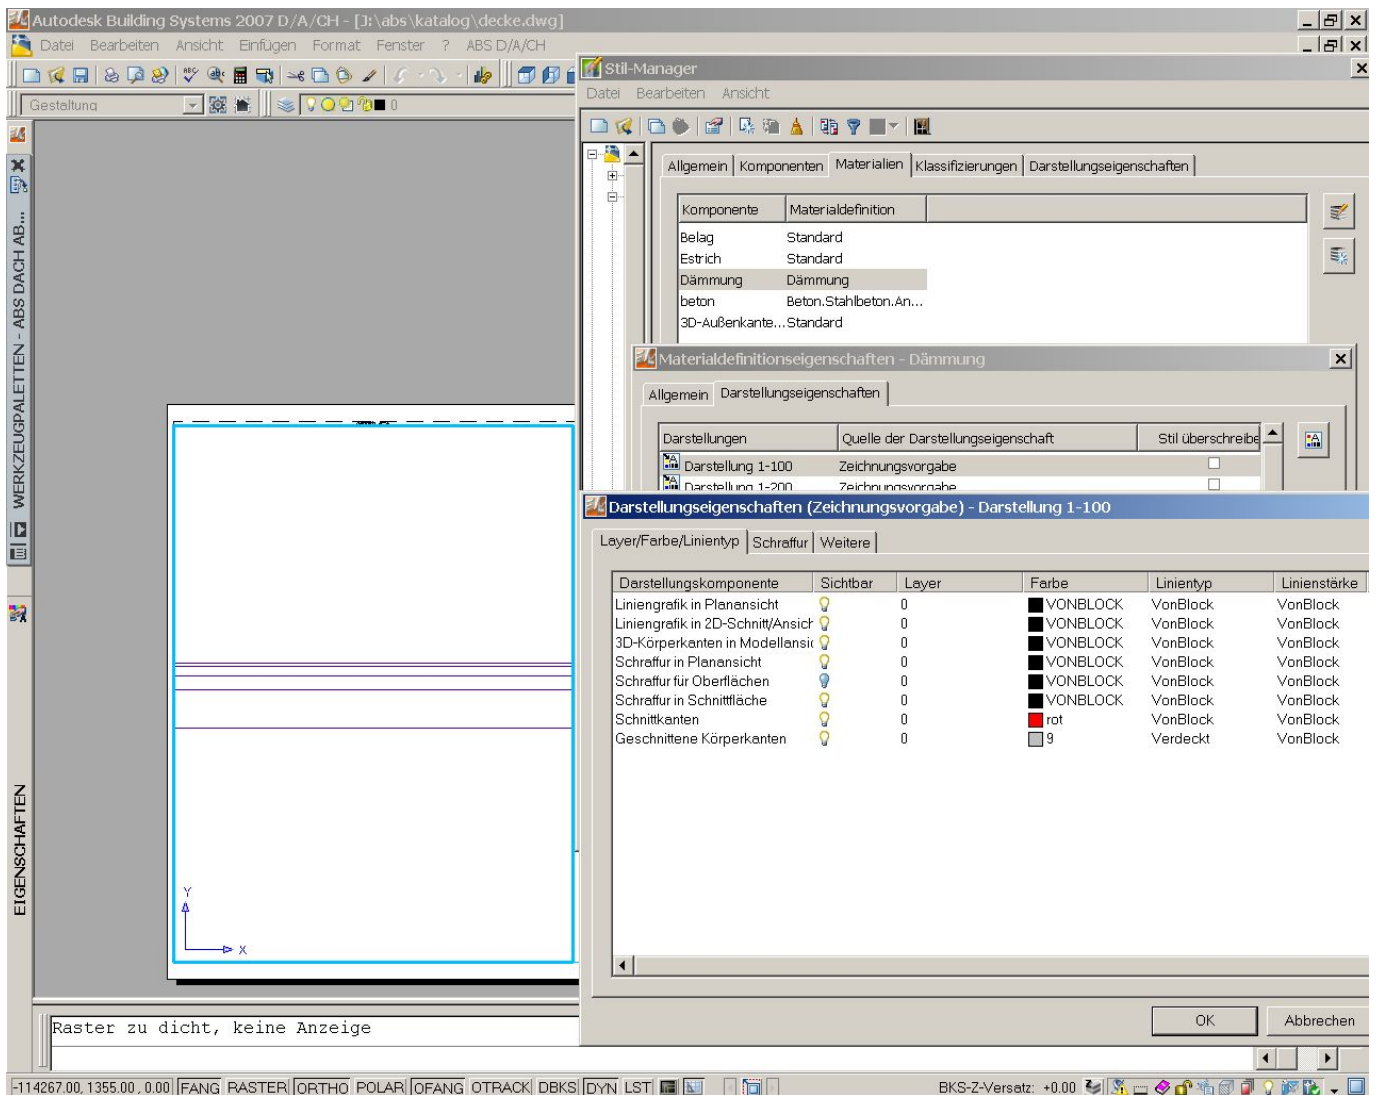 Autodesk Building Systems 2007 D/A/CH - [J:\abs\katalog\decke.dwg]
Datei Bearbeiten Ansicht Einfügen Format Fenster ? ABS D/A/CH
Gestaltung
0
WERKZEUGPALETTEN - ABS DACH AB...
EIGENSCHAFTEN
Stil-Manager
Datei Bearbeiten Ansicht
Allgemein Komponenten Materialien Klassifizierungen Darstellungseigenschaften
Komponente Materialdefinition
Belag Standard
Estrich Standard
Dämmung Dämmung
beton Beton.Stahlbeton.An...
3D-Außenkante... Standard
Materialdefinitionseigenschaften - Dämmung
Allgemein Darstellungseigenschaften
Darstellungen Quelle der Darstellungseigenschaft Stil überschreibe
Darstellung 1-100 Zeichnungsvorgabe
Darstellung 1-200 Zeichnungsvorgabe
Darstellungseigenschaften (Zeichnungsvorgabe) - Darstellung 1-100
Layer/Farbe/Linientyp Schraffur Weitere
Darstellungskomponente Sichtbar Layer Farbe Linientyp Linienstärke
Liniengrafik in Planansicht 0 VONBLOCK VonBlock VonBlock
Liniengrafik in 2D-Schnitt/Ansich 0 VONBLOCK VonBlock VonBlock
3D-Körperkanten in Modellansic 0 VONBLOCK VonBlock VonBlock
Schraffur in Planansicht 0 VONBLOCK VonBlock VonBlock
Schraffur für Oberflächen 0 VONBLOCK VonBlock VonBlock
Schraffur in Schnittfläche 0 VONBLOCK VonBlock VonBlock
Schnittkanten 0 rot VonBlock VonBlock
Geschnittene Körperkanten 0 9 Verdeckt VonBlock
Y
X
OK Abbrechen
Raster zu dicht, keine Anzeige
-114267.00, 1355.00, 0.00 FANG RASTER ORTHO POLAR OFANG OTRACK DBKS DYN LST BKS-Z-Versatz: +0.00